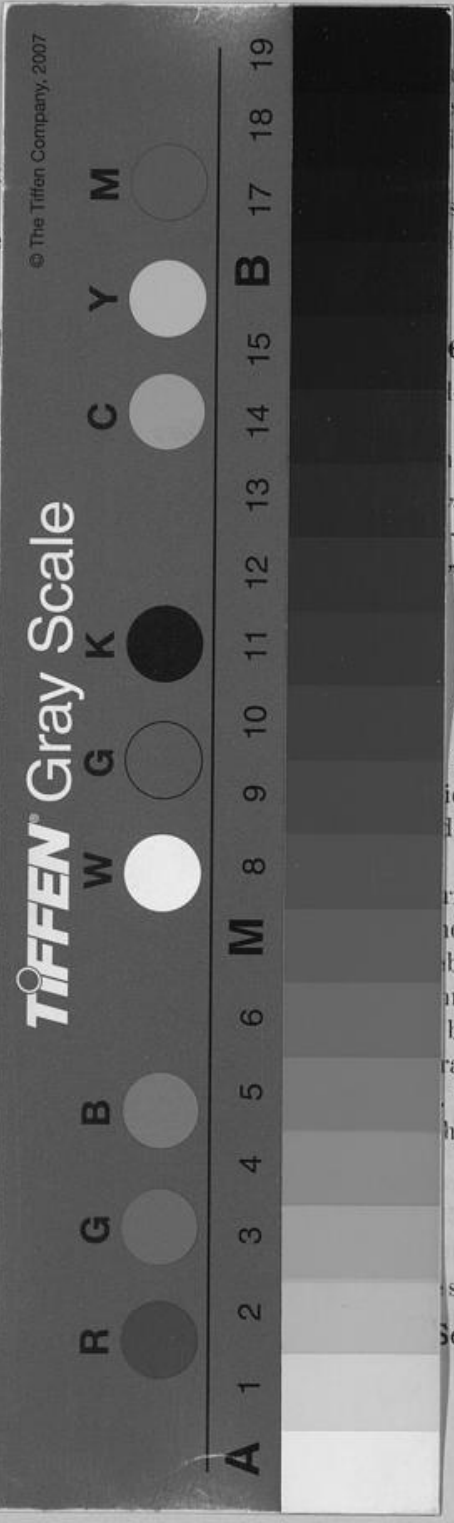 TIFFEN® Gray Scale
© The Tiffen Company, 2007
R G B W G K C Y M
A 1 2 3 4 5 6 M 8 9 10 11 12 13 14 15 B 17 18 19